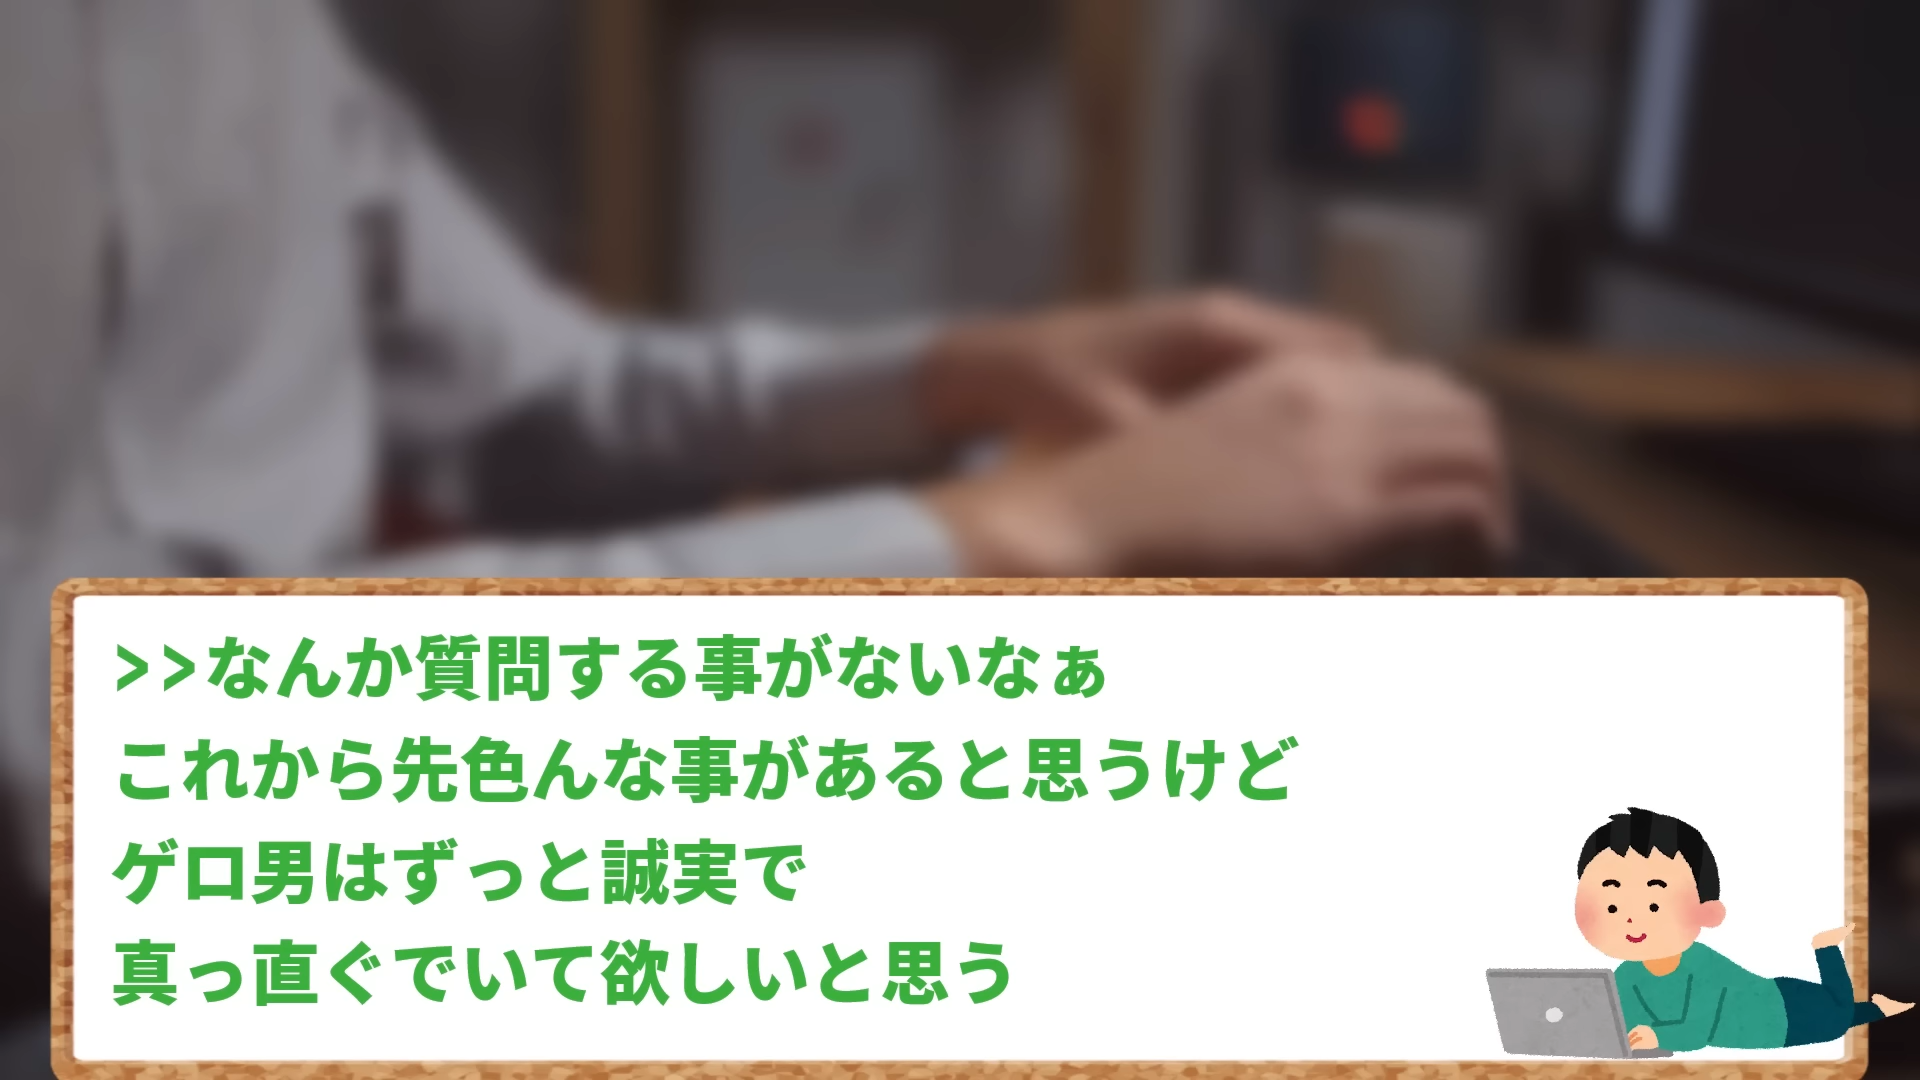 >>なんか質問する事がないなぁ
これから先色んな事があると思うけど
ゲロ男はずっと誠実で
真っ直ぐでいて欲しいと思う